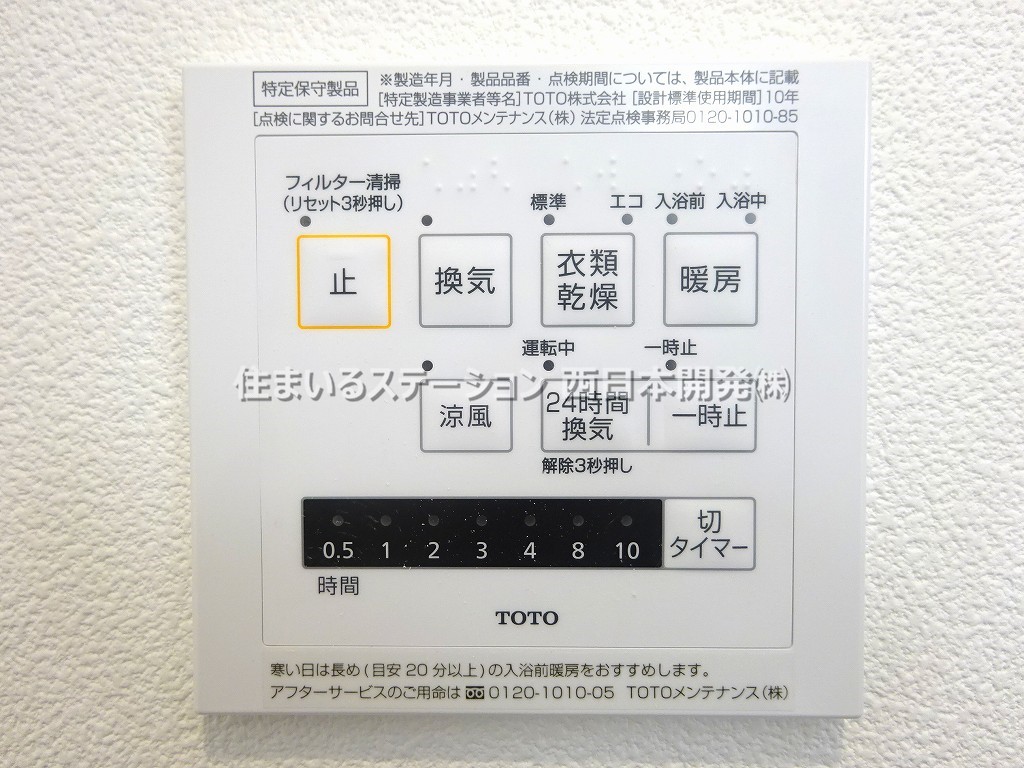 特定保守製品
※製造年月・製品品番・点検期間については、製品本体に記載
[特定製造事業者等名]TOTO株式会社 [設計標準使用期間]10年
[点検に関するお問合せ先]TOTOメンテナンス(株) 法定点検事務局0120-1010-85
フィルター清掃
(リセット3秒押し)
標準 エコ 入浴前 入浴中
止
換気
衣類
乾燥
暖房
運転中 一時止
住まいるステーション 西日本開発㈱
涼風
24時間
換気
一時止
解除3秒押し
0.5 1 2 3 4 8 10
切
タイマー
時間
TOTO
寒い日は長め(目安20分以上)の入浴前暖房をおすすめします。
アフターサービスのご用命は 0120-1010-05 TOTOメンテナンス(株)